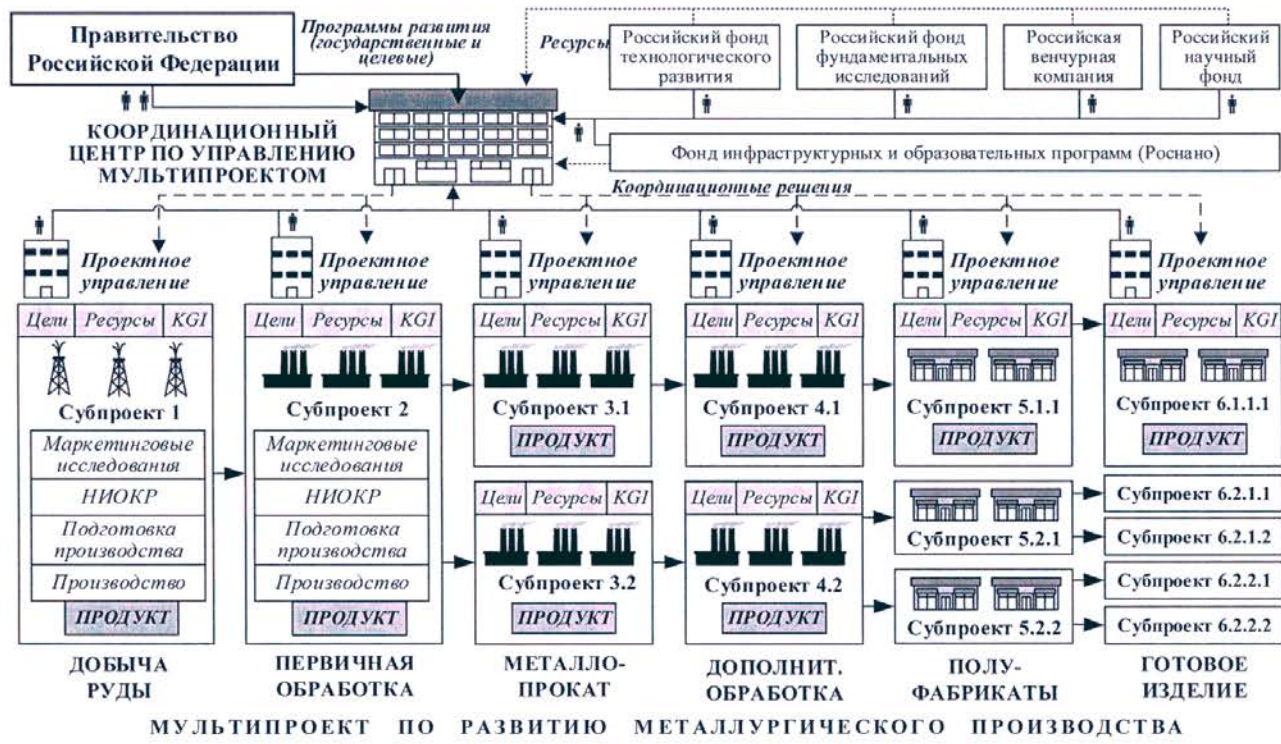 Правительство
Российской Федерации
Программы развития
(государственные и
целевые)
Ресурсы
Российский фонд
технологического
развития
Российский фонд
фундаментальных
исследований
Российская
венчурная
компания
Российский
научный
фонд
КООРДИНАЦИОННЫЙ
ЦЕНТР ПО УПРАВЛЕНИЮ
МУЛЬТИПРОЕКТОМ
Фонд инфраструктурных и образовательных программ (Роснано)
Координационные решения
Проектное
управление
Проектное
управление
Проектное
управление
Проектное
управление
Проектное
управление
Проектное
управление
Цели Ресурсы KGI
Субпроект 1
Маркетинговые
исследования
НИОКР
Подготовка
производства
Производство
ПРОДУКТ
Цели Ресурсы KGI
Субпроект 2
Маркетинговые
исследования
НИОКР
Подготовка
производства
Производство
ПРОДУКТ
Цели Ресурсы KGI
Субпроект 3.1
ПРОДУКТ
Цели Ресурсы KGI
Субпроект 3.2
ПРОДУКТ
Цели Ресурсы KGI
Субпроект 4.1
ПРОДУКТ
Цели Ресурсы KGI
Субпроект 4.2
ПРОДУКТ
Цели Ресурсы KGI
Субпроект 5.1.1
ПРОДУКТ
Субпроект 5.2.1
Субпроект 5.2.2
Цели Ресурсы KGI
Субпроект 6.1.1.1
ПРОДУКТ
Субпроект 6.2.1.1
Субпроект 6.2.1.2
Субпроект 6.2.2.1
Субпроект 6.2.2.2
ДОБЫЧА
РУДЫ
ПЕРВИЧНАЯ
ОБРАБОТКА
МЕТАЛЛО-
ПРОКАТ
ДОПОЛНИТ.
ОБРАБОТКА
ПОЛУ-
ФАБРИКАТЫ
ГОТОВОЕ
ИЗДЕЛИЕ
МУЛЬТИПРОЕКТ ПО РАЗВИТИЮ МЕТАЛЛУРГИЧЕСКОГО ПРОИЗВОДСТВА